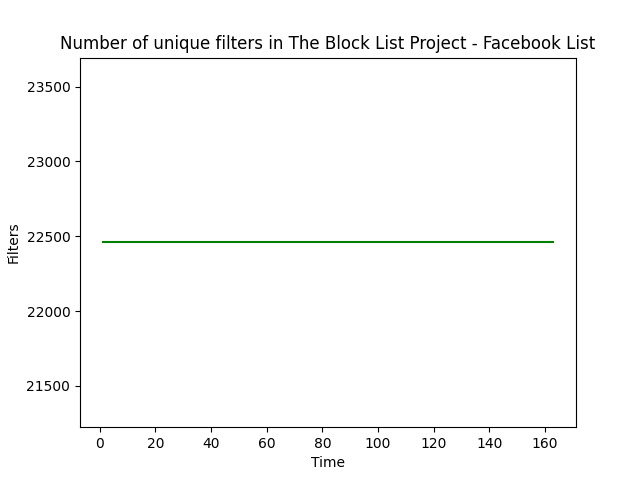 Number of unique filters in The Block List Project - Facebook List
23500
23000
22500
22000
21500
Filters
0 20 40 60 80 100 120 140 160
Time